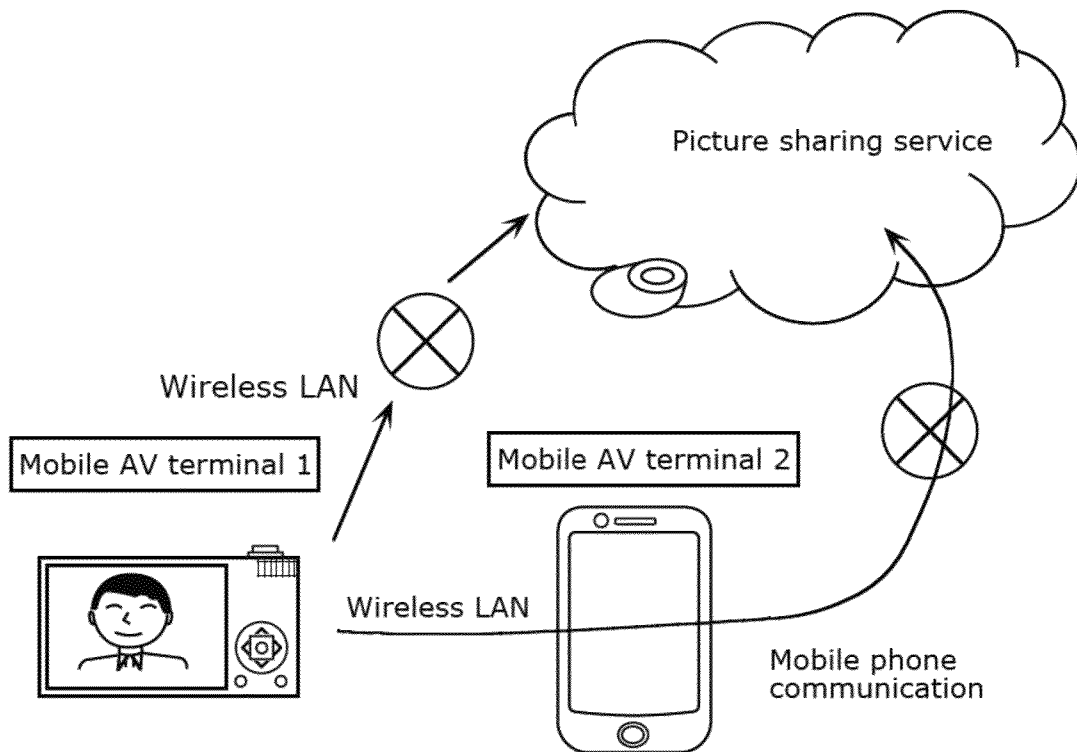 Picture sharing service
Wireless LAN
Mobile AV terminal 1
Mobile AV terminal 2
Wireless LAN
Mobile phone
communication